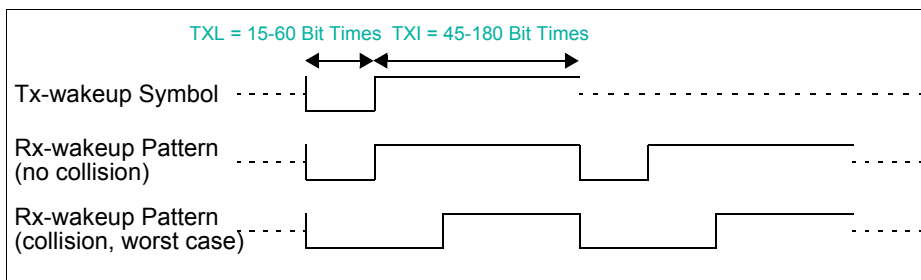 TXL = 15-60 Bit Times TXI = 45-180 Bit Times
Tx-wakeup Symbol
Rx-wakeup Pattern
(no collision)
Rx-wakeup Pattern
(collision, worst case)